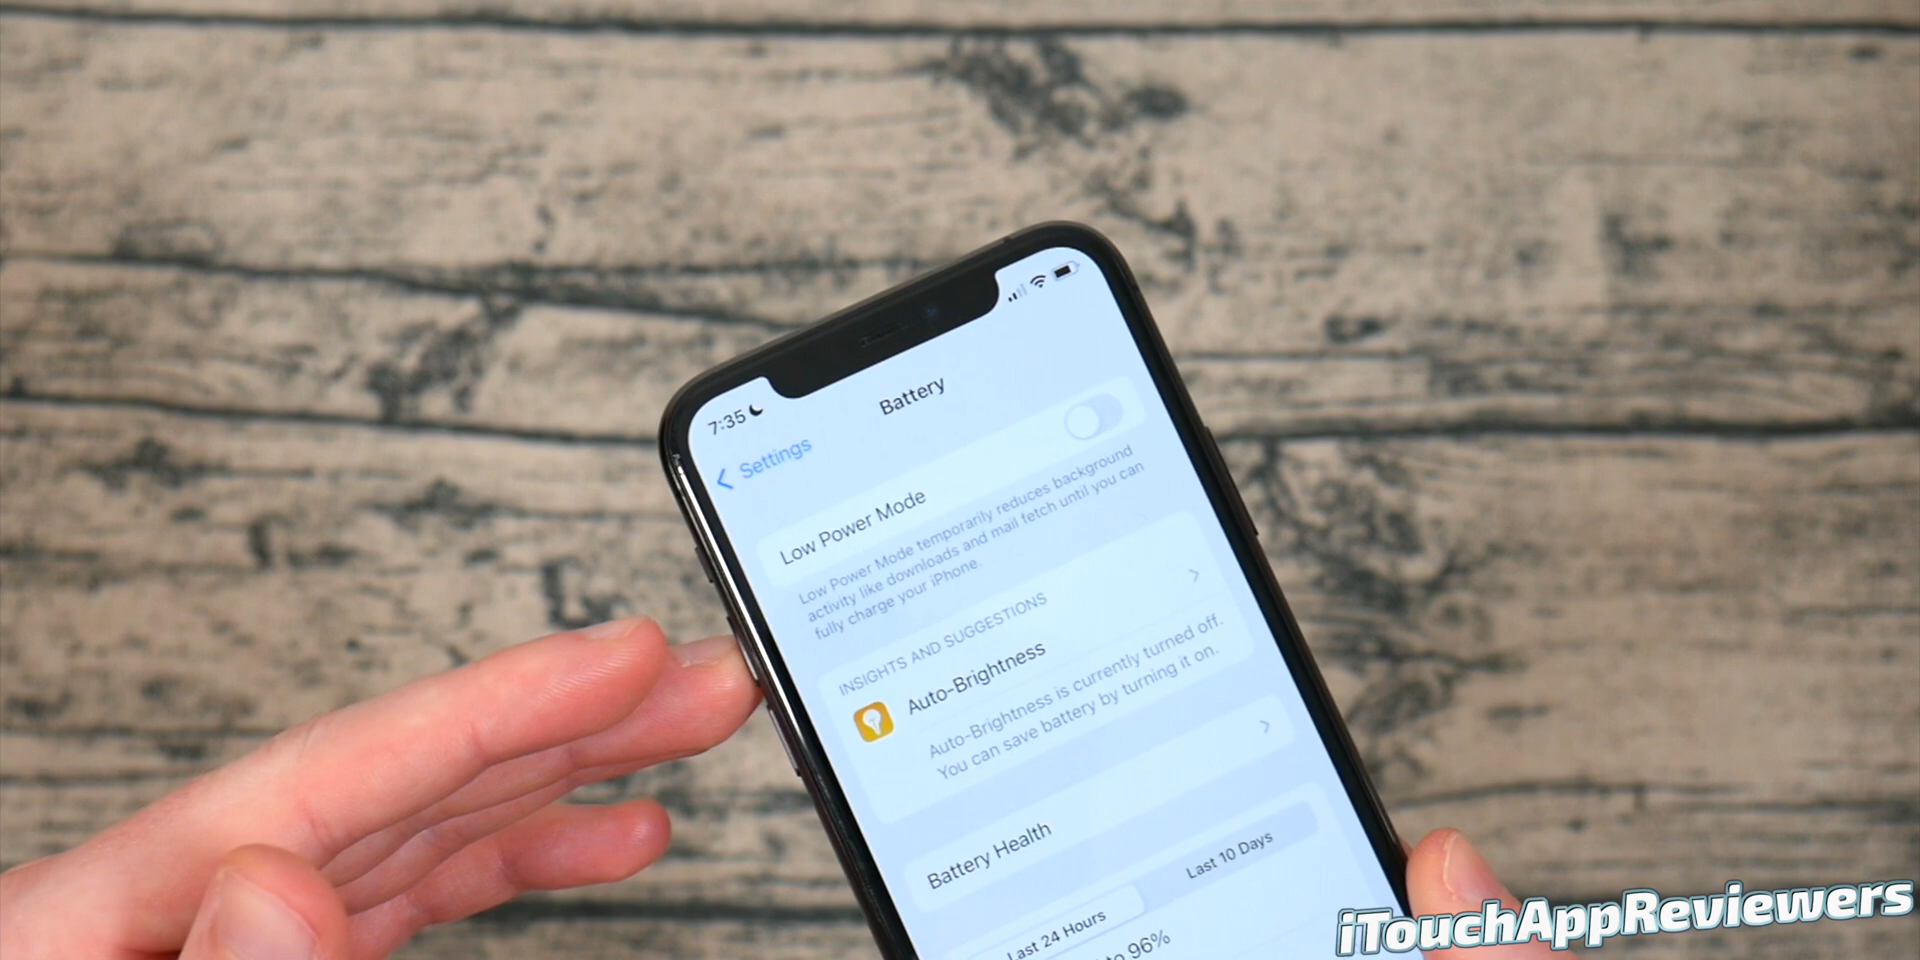 7:35
Settings
Battery
Low Power Mode
Low Power Mode temporarily reduces background
activity like downloads and mail fetch until you can
fully charge your iPhone.
INSIGHTS AND SUGGESTIONS
Auto-Brightness
Auto-Brightness is currently turned off.
You can save battery by turning it on.
Battery Health
Last 24 Hours
Last 10 Days
to 96%
iTouchAppReviewers